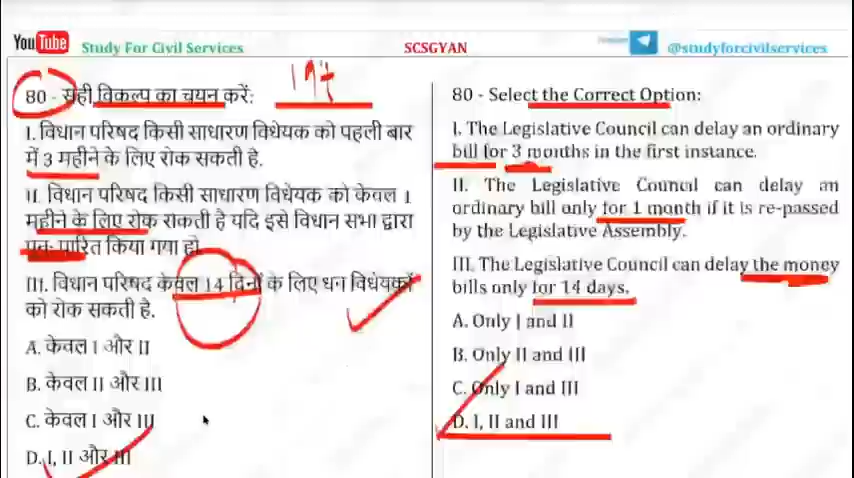 YouTube Study For Civil Services SCSGYAN @studyforcivilservices
80 - सही विकल्प का चयन करें:
I. विधान परिषद किसी साधारण विधेयक को पहली बार
में 3 महीने के लिए रोक सकती है.
II. विधान परिषद किसी साधारण विधेयक को केवल 1
महीने के लिए रोक सकती है यदि इसे विधान सभा द्वारा
पुनः पारित किया गया हो.
III. विधान परिषद केवल 14 दिनों के लिए धन विधेयकों
को रोक सकती है.
A. केवल I और II
B. केवल II और III
C. केवल I और III
D. I, II और III
80 - Select the Correct Option:
I. The Legislative Council can delay an ordinary
bill for 3 months in the first instance.
II. The Legislative Council can delay an
ordinary bill only for 1 month if it is re-passed
by the Legislative Assembly.
III. The Legislative Council can delay the money
bills only for 14 days.
A. Only I and II
B. Only II and III
C. Only I and III
D. I, II and III